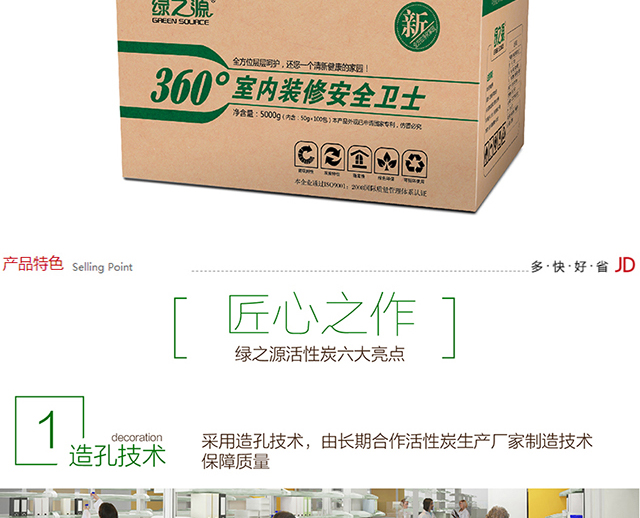 绿之源®
GREEN SOURCE
新
全方位层层呵护，还您一个清新健康的家园！
360°室内装修安全卫士
净含量：5000g（内含：50g×100包）本产品外观已申请国家专利，仿冒必究
本企业通过ISO9001：2008国际质量管理体系认证
产品特色 Selling Point
多·快·好·省 JD
匠心之作
绿之源活性炭六大亮点
1
decoration
造孔技术
采用造孔技术，由长期合作活性炭生产厂家制造技术
保障质量